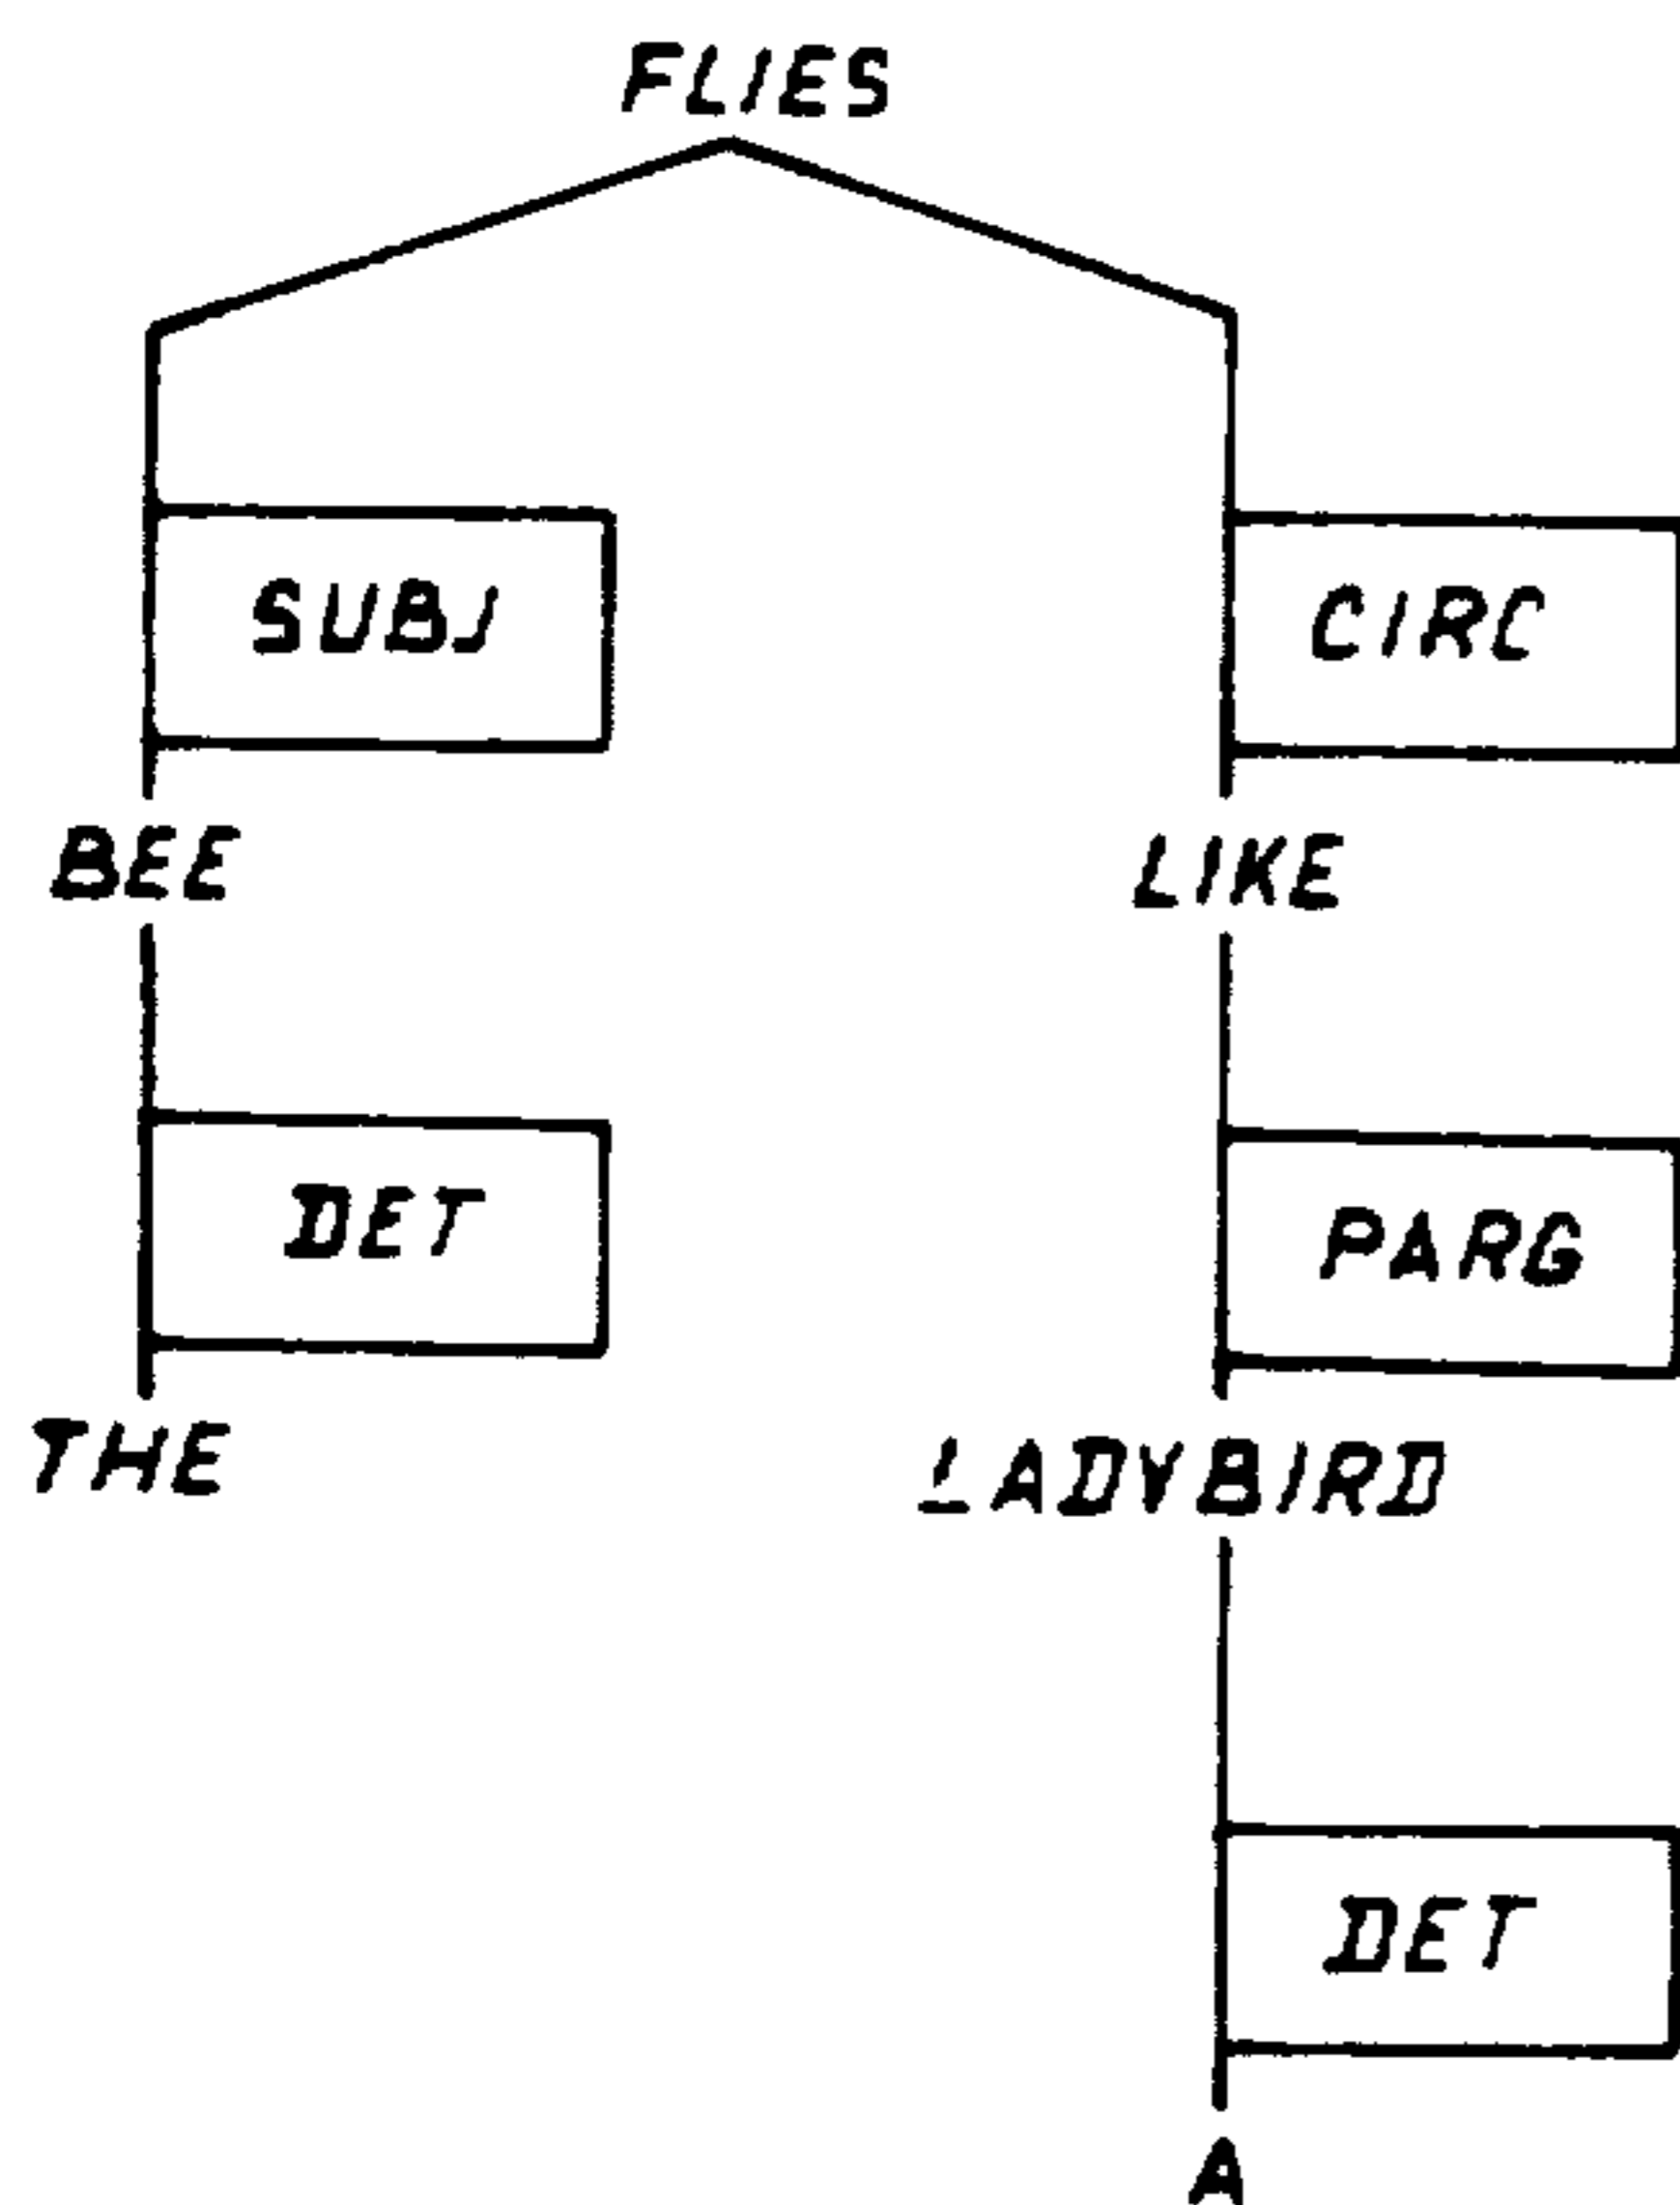 FLIES
SUBJ CIRC
BEE LIKE
DET PARG
THE LADYBIRD
DET
A